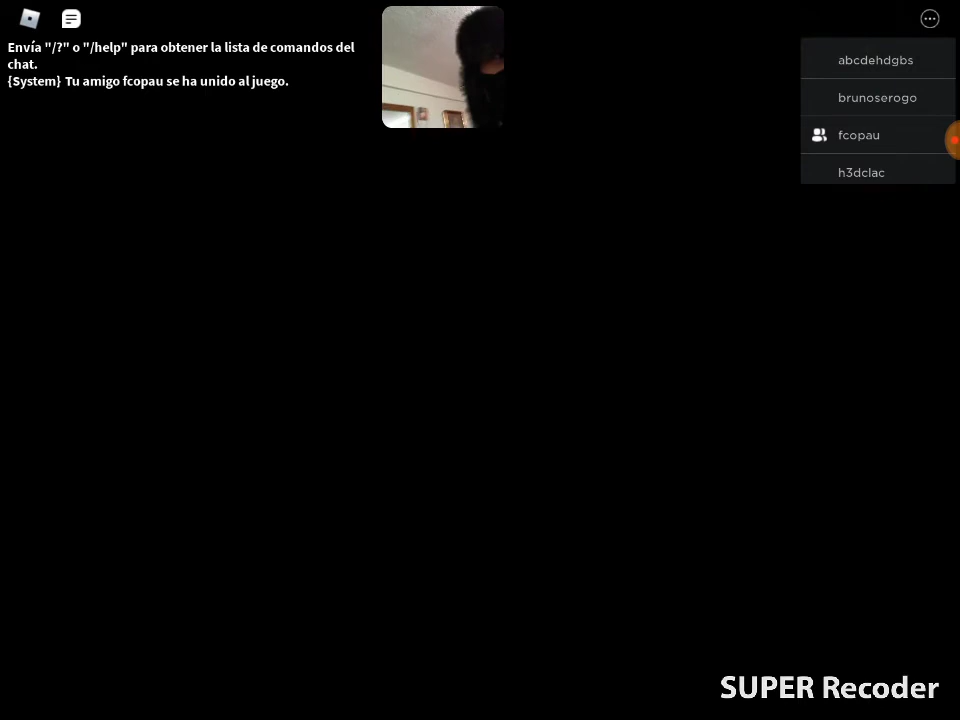 Envía "/?" o "/help" para obtener la lista de comandos del
chat.
{System} Tu amigo fcopau se ha unido al juego.
abcdehdgbs
brunoserogo
fcopau
h3dclac
SUPER Recoder